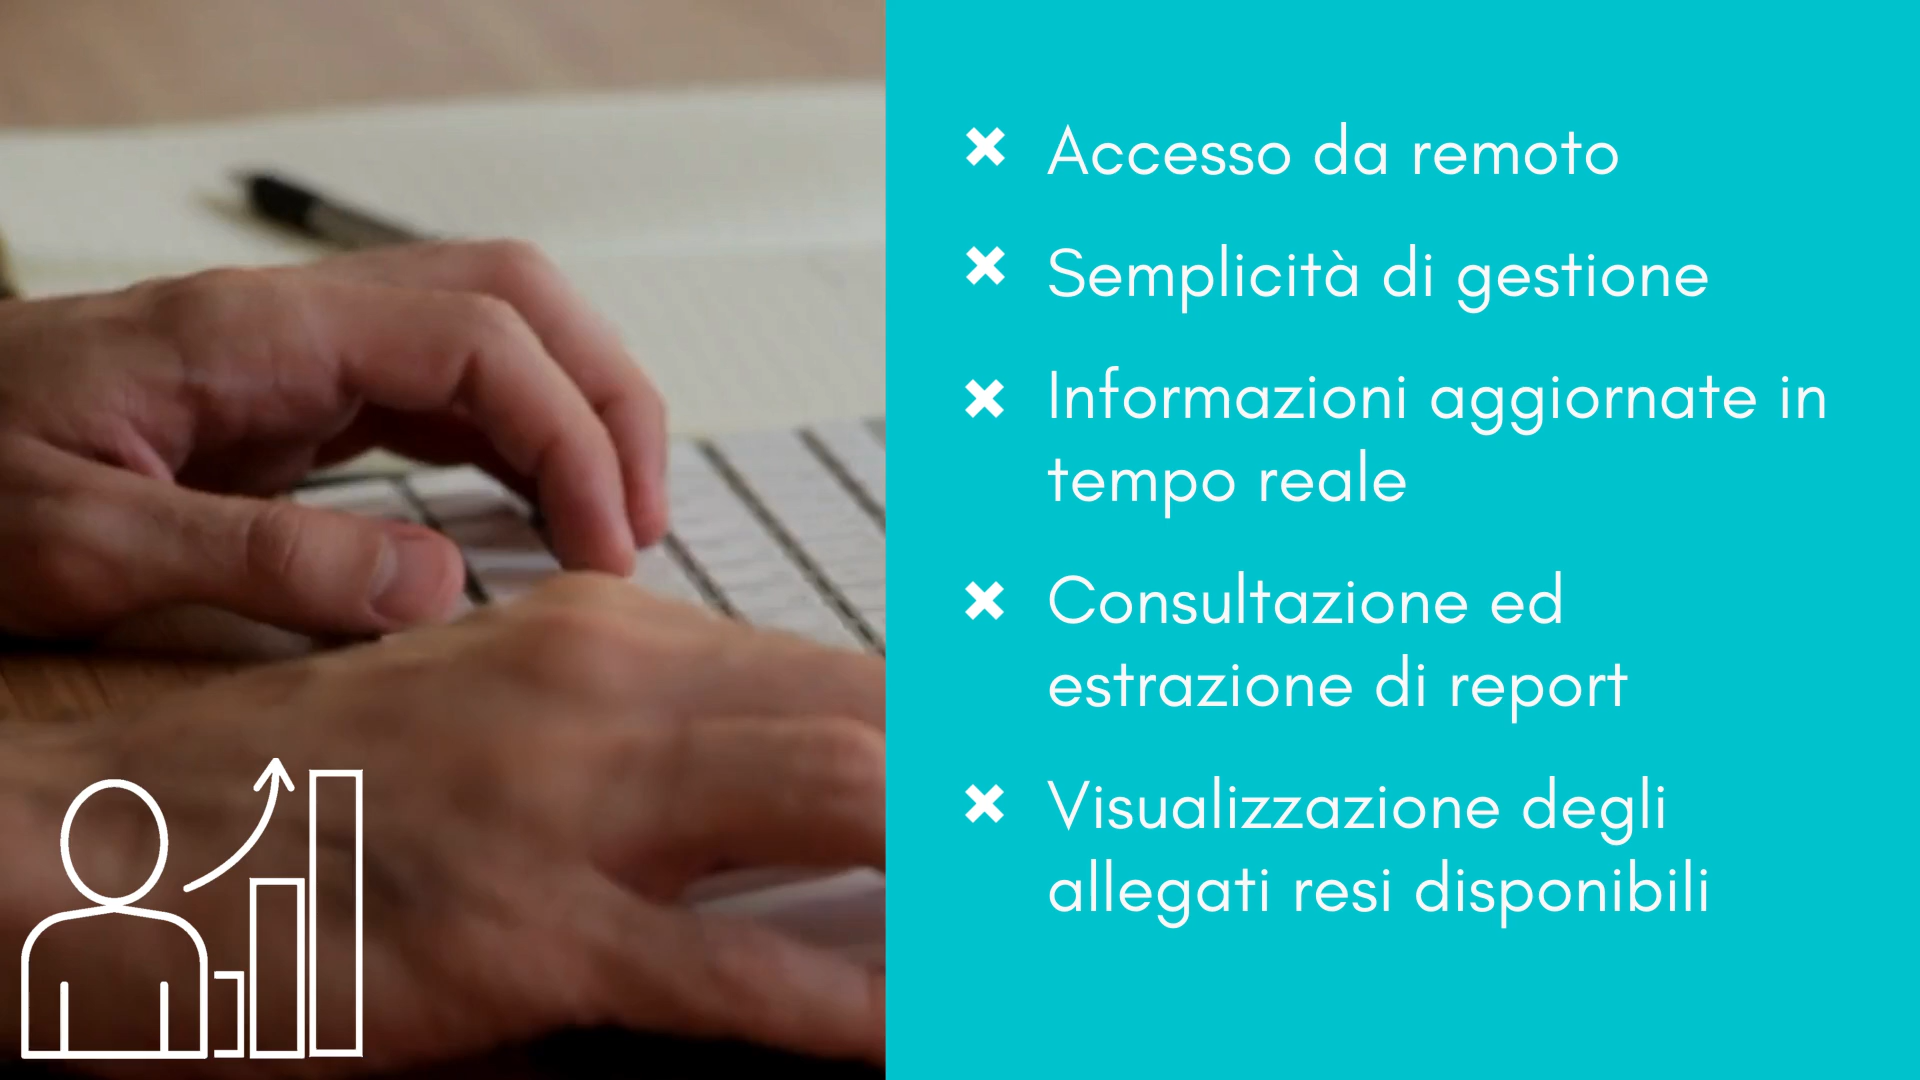 Accesso da remoto
Semplicità di gestione
Informazioni aggiornate in
tempo reale
Consultazione ed
estrazione di report
Visualizzazione degli
allegati resi disponibili